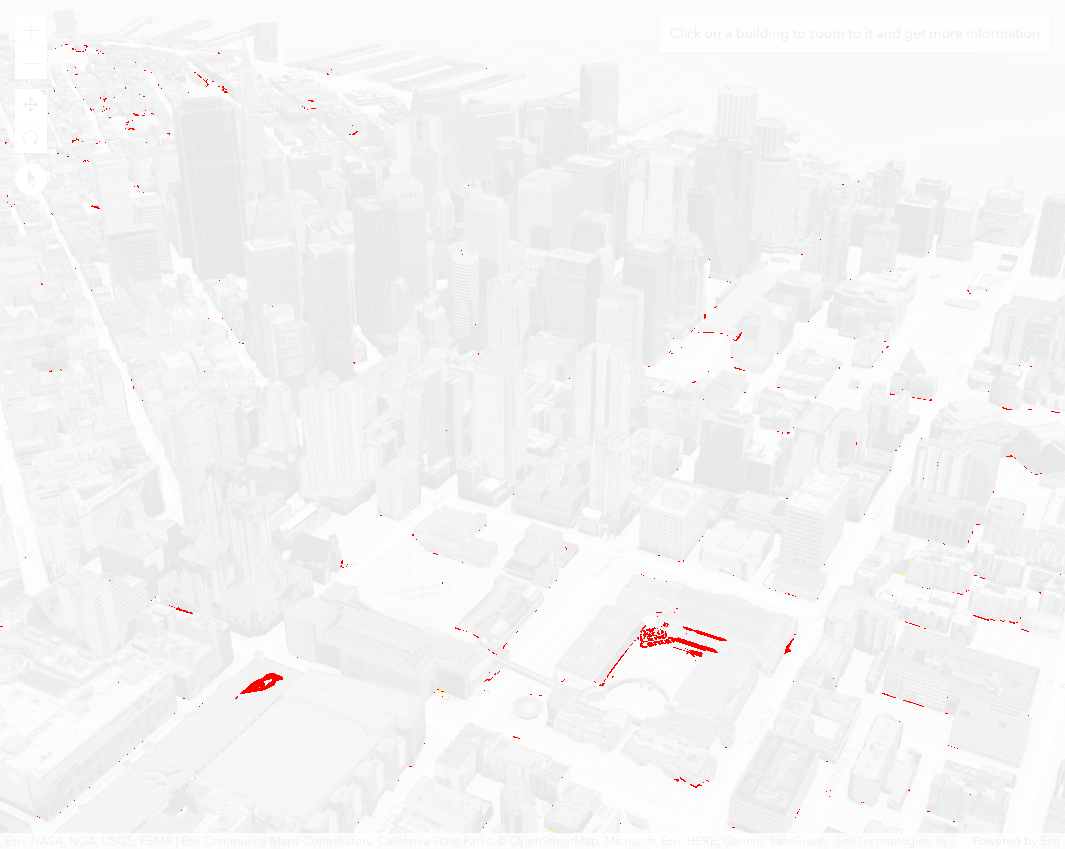 Click on a building to zoom to it and get more information
Esri, NASA, NGA, USGS, FEMA | Esri Community Maps Contributors, California State Parks, © OpenStreetMap, Microsoft, Esri, HERE, Garmin, SafeGraph, GeoTechnologies, In... Powered by Esri